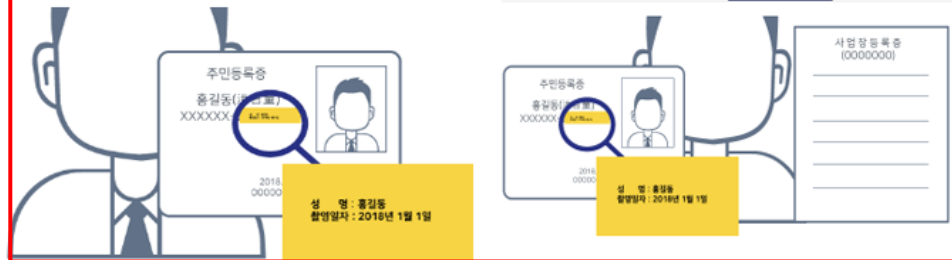 주민등록증
홍길동(
XXXXXX-
2018.
00000
성 명 : 홍길동
촬영일자 : 2018년 1월 1일
주민등록증
홍길동(
XXXXXX-
2018.
00000
성 명 : 홍길동
촬영일자 : 2018년 1월 1일
사업장등록증
(0000000)